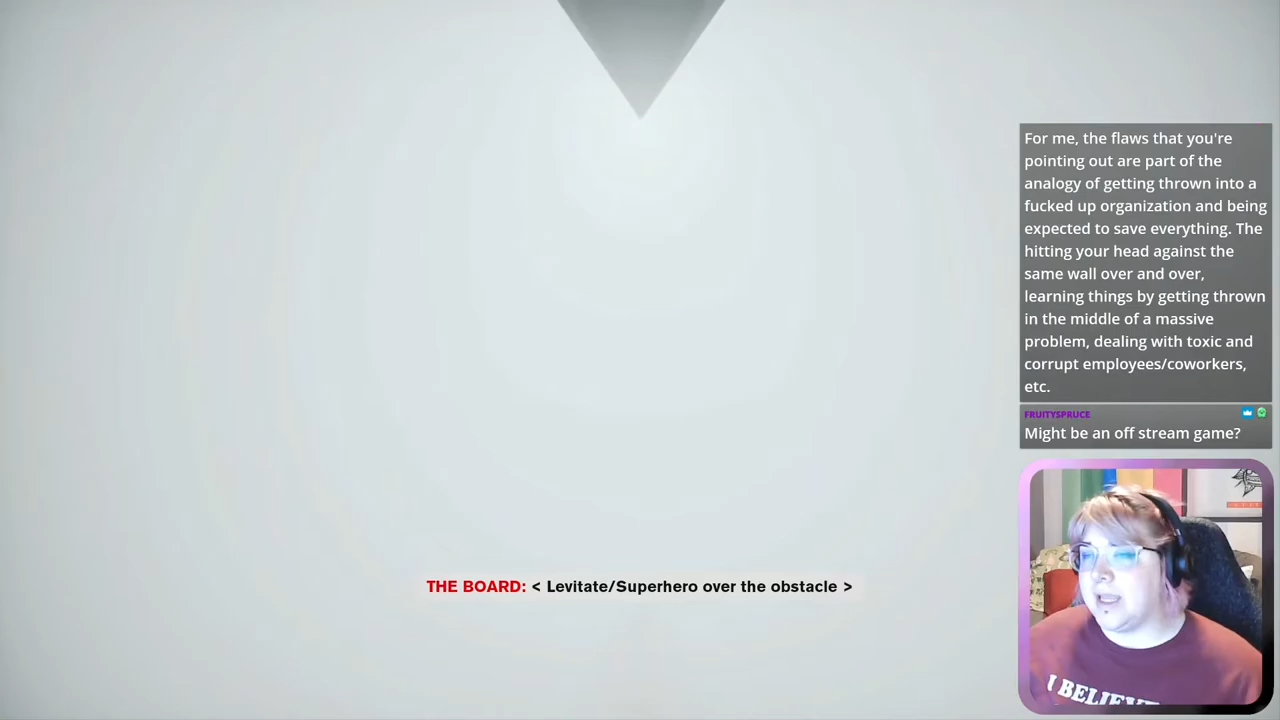 For me, the flaws that you're
pointing out are part of the
analogy of getting thrown into a
fucked up organization and being
expected to save everything. The
hitting your head against the
same wall over and over,
learning things by getting thrown
in the middle of a massive
problem, dealing with toxic and
corrupt employees/coworkers,
etc.
FRUITYSPRUCE
Might be an off stream game?
THE BOARD: < Levitate/Superhero over the obstacle >
I BELIEVE